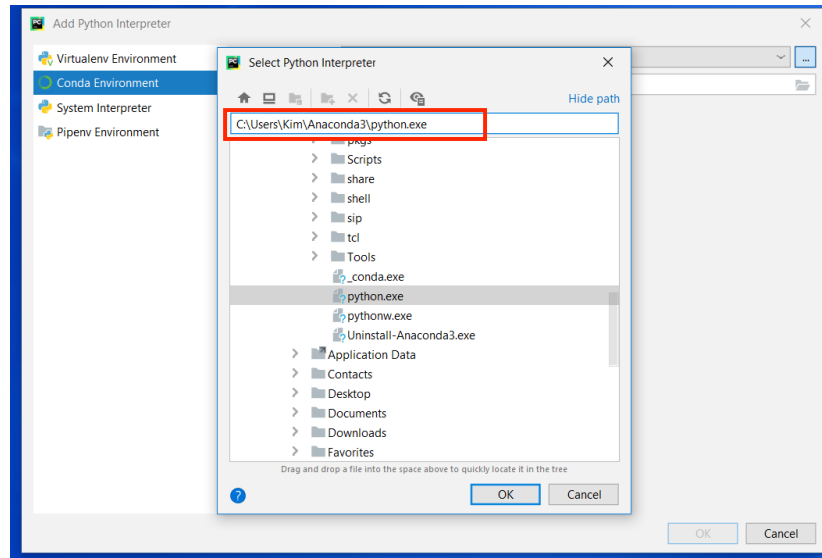 Add Python Interpreter
Virtualenv Environment
Conda Environment
System Interpreter
Pipenv Environment
...
Select Python Interpreter
Hide path
C:\Users\Kim\Anaconda3\python.exe
pkgs
Scripts
share
shell
sip
tcl
Tools
_conda.exe
python.exe
pythonw.exe
Uninstall-Anaconda3.exe
Application Data
Contacts
Desktop
Documents
Downloads
Favorites
Drag and drop a file into the space above to quickly locate it in the tree
? OK Cancel
OK Cancel